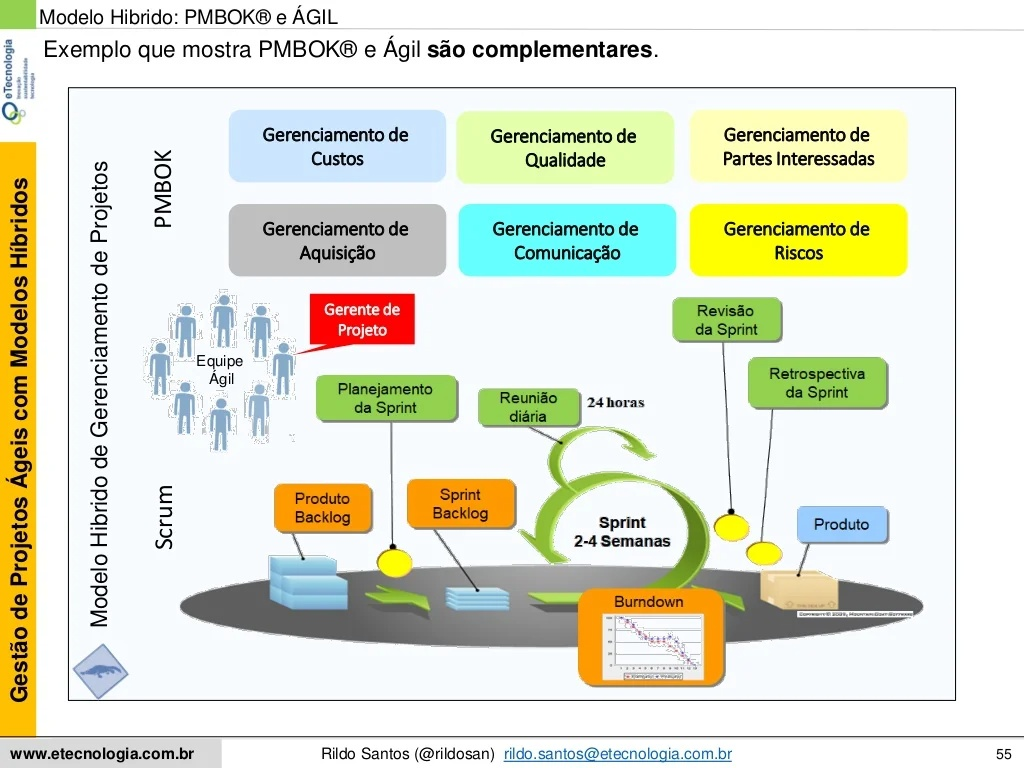 Modelo Hibrido: PMBOK® e ÁGIL
Exemplo que mostra PMBOK® e Ágil são complementares.
eTecnologia
Gestão de Projetos Ágeis com Modelos Híbridos
Modelo Hibrido de Gerenciamento de Projetos
PMBOK
Gerenciamento de
Custos
Gerenciamento de
Qualidade
Gerenciamento de
Partes Interessadas
Gerenciamento de
Aquisição
Gerenciamento de
Comunicação
Gerenciamento de
Riscos
Equipe
Ágil
Gerente de
Projeto
Revisão
da Sprint
Retrospectiva
da Sprint
Planejamento
da Sprint
Reunião
diária
24 horas
Scrum
Produto
Backlog
Sprint
Backlog
Sprint
2-4 Semanas
Produto
Burndown
www.etecnologia.com.br
Rildo Santos (@rildosan) rildo.santos@etecnologia.com.br
55